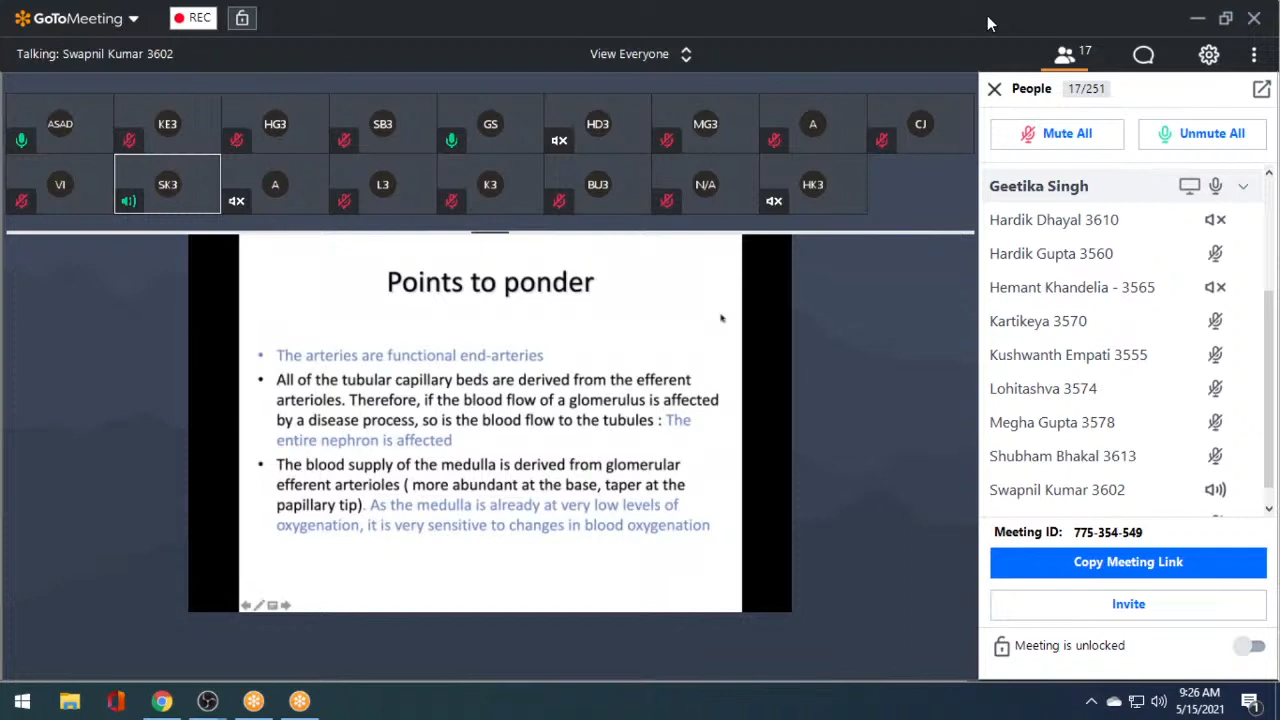 GoToMeeting
REC
Talking: Swapnil Kumar 3602
View Everyone
17
ASAD
KE3
HG3
SB3
GS
HD3
MG3
A
CJ
VI
SK3
A
L3
K3
BU3
N/A
HK3
People 17/251
Mute All
Unmute All
Geetika Singh
Hardik Dhayal 3610
Hardik Gupta 3560
Hemant Khandelia - 3565
Kartikeya 3570
Kushwanth Empati 3555
Lohitashva 3574
Megha Gupta 3578
Shubham Bhakal 3613
Swapnil Kumar 3602
Meeting ID: 775-354-549
Copy Meeting Link
Invite
Meeting is unlocked
Points to ponder
• The arteries are functional end-arteries
• All of the tubular capillary beds are derived from the efferent
arterioles. Therefore, if the blood flow of a glomerulus is affected
by a disease process, so is the blood flow to the tubules : The
entire nephron is affected
• The blood supply of the medulla is derived from glomerular
efferent arterioles ( more abundant at the base, taper at the
papillary tip). As the medulla is already at very low levels of
oxygenation, it is very sensitive to changes in blood oxygenation
9:26 AM
5/15/2021
1